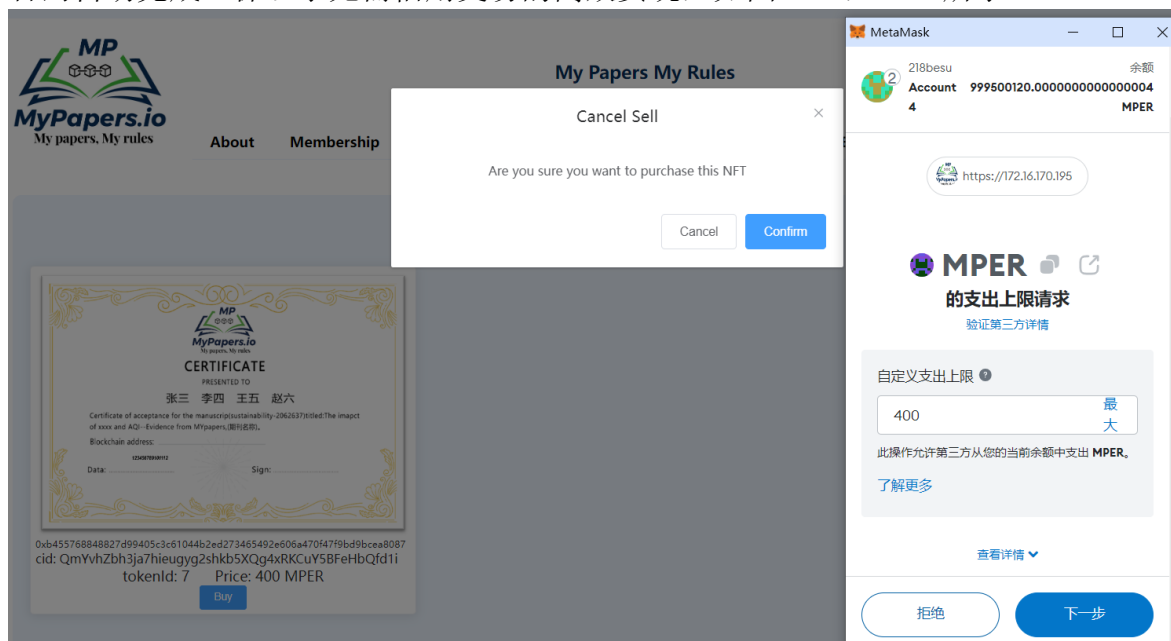 MP
MyPapers.io
My papers, My rules
My Papers My Rules
About Membership
Cancel Sell
Are you sure you want to purchase this NFT
Cancel Confirm
MP
MyPapers.io
My papers, My rules
CERTIFICATE
PRESENTED TO
张三 李四 王五 赵六
Certificate of acceptance for the manuscript(sustainability-2062637)titled:The imapct
of xxxx and AQI--Evidence from MYpapers,(期刊名称)。
Blockchain address:
Data: Sign:
0xb455768848827d99405c3c61044b2ed273465492e606a470f47f9bd9bcea8087
cid: QmYvhZbh3ja7hieugyg2shkb5XQg4xRKCuY5BFeHbQfd1i
tokenId: 7 Price: 400 MPER
Buy
MetaMask
2
218besu 余额
Account 999500120.0000000000000004
4 MPER
https://172.16.170.195
MPER
的支出上限请求
验证第三方详情
自定义支出上限
400 最
大
此操作允许第三方从您的当前余额中支出 MPER。
了解更多
查看详情
拒绝 下一步